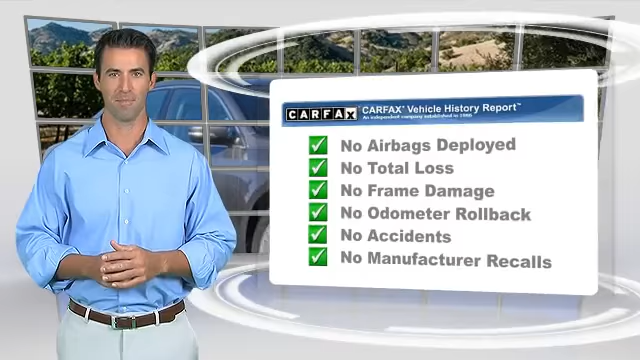 CARFAX CARFAX® Vehicle History Report™
An independent company established in 1986
No Airbags Deployed
No Total Loss
No Frame Damage
No Odometer Rollback
No Accidents
No Manufacturer Recalls